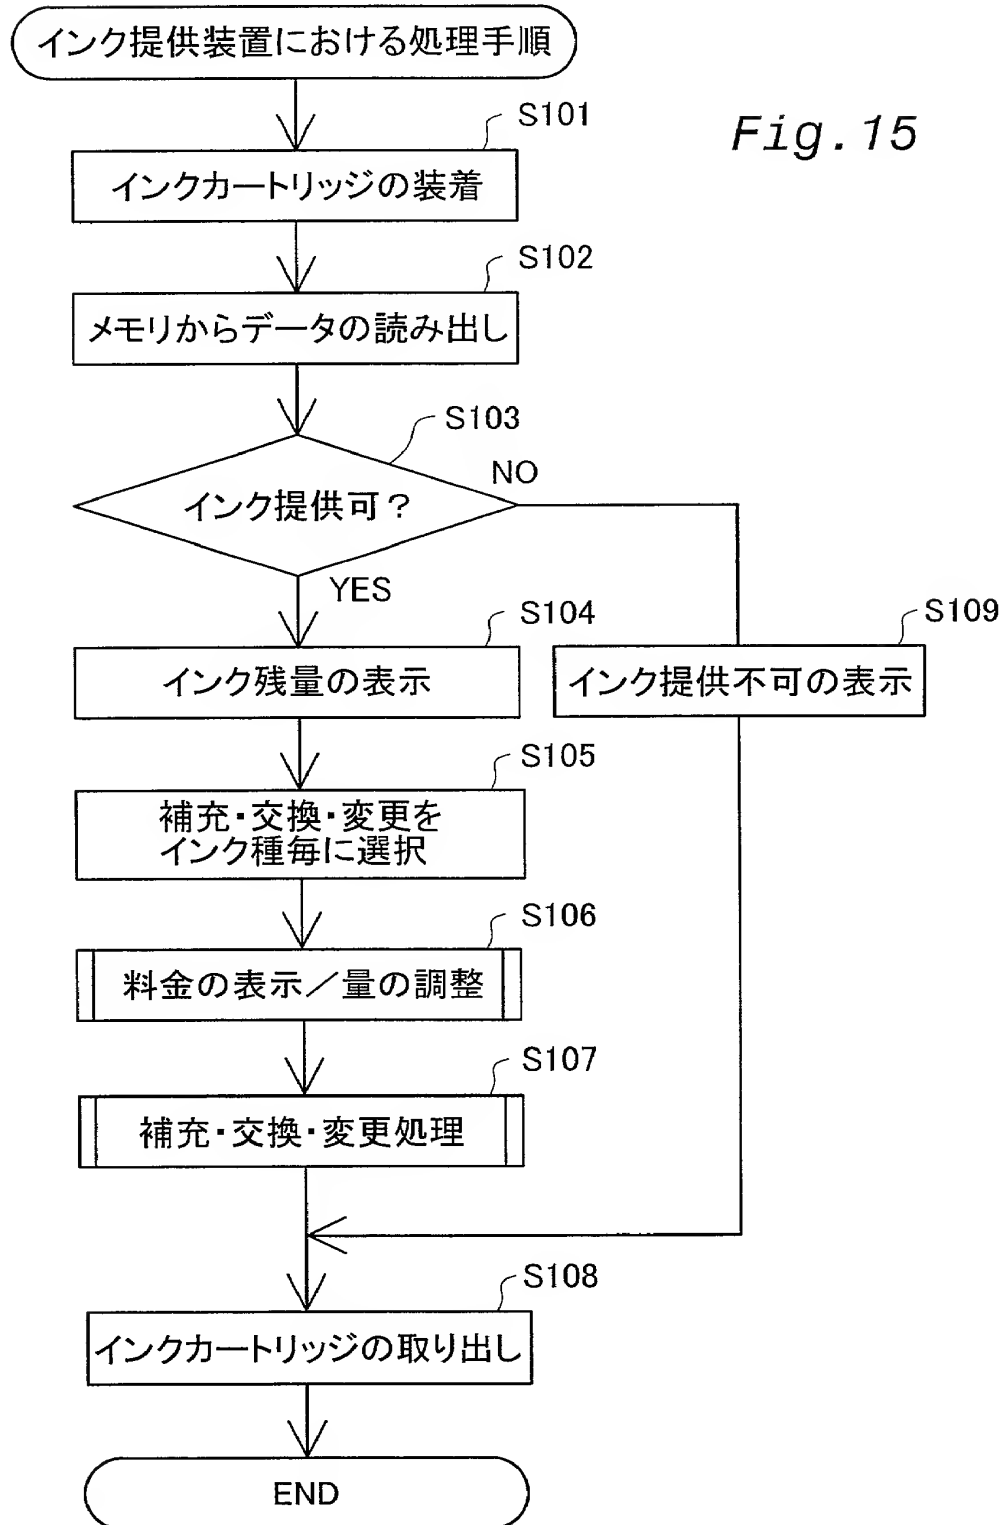 インク提供装置における処理手順
Fig.15
S101
インクカートリッジの装着
S102
メモリからデータの読み出し
S103
インク提供可？
NO
YES
S104
インク残量の表示
S109
インク提供不可の表示
S105
補充・交換・変更を
インク種毎に選択
S106
料金の表示／量の調整
S107
補充・交換・変更処理
S108
インクカートリッジの取り出し
END